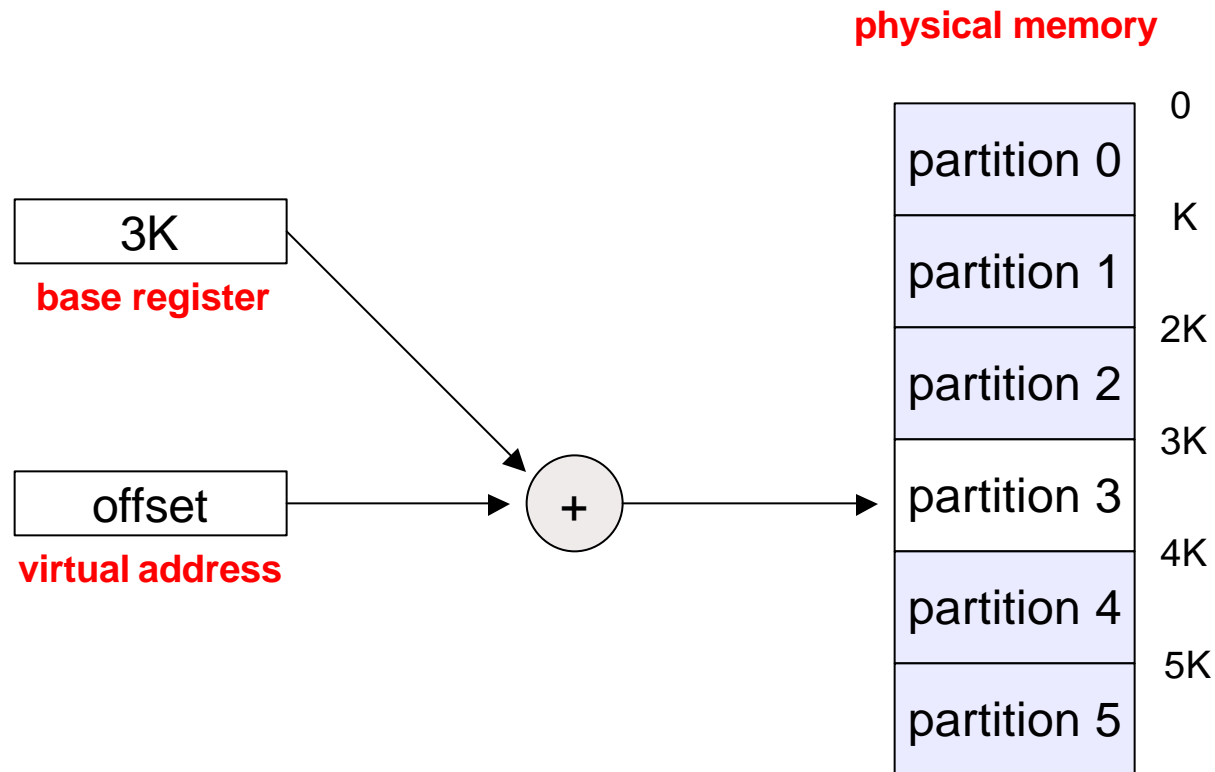 physical memory
0
partition 0
K
3K
base register
partition 1
2K
partition 2
3K
offset
virtual address
+
partition 3
4K
partition 4
5K
partition 5